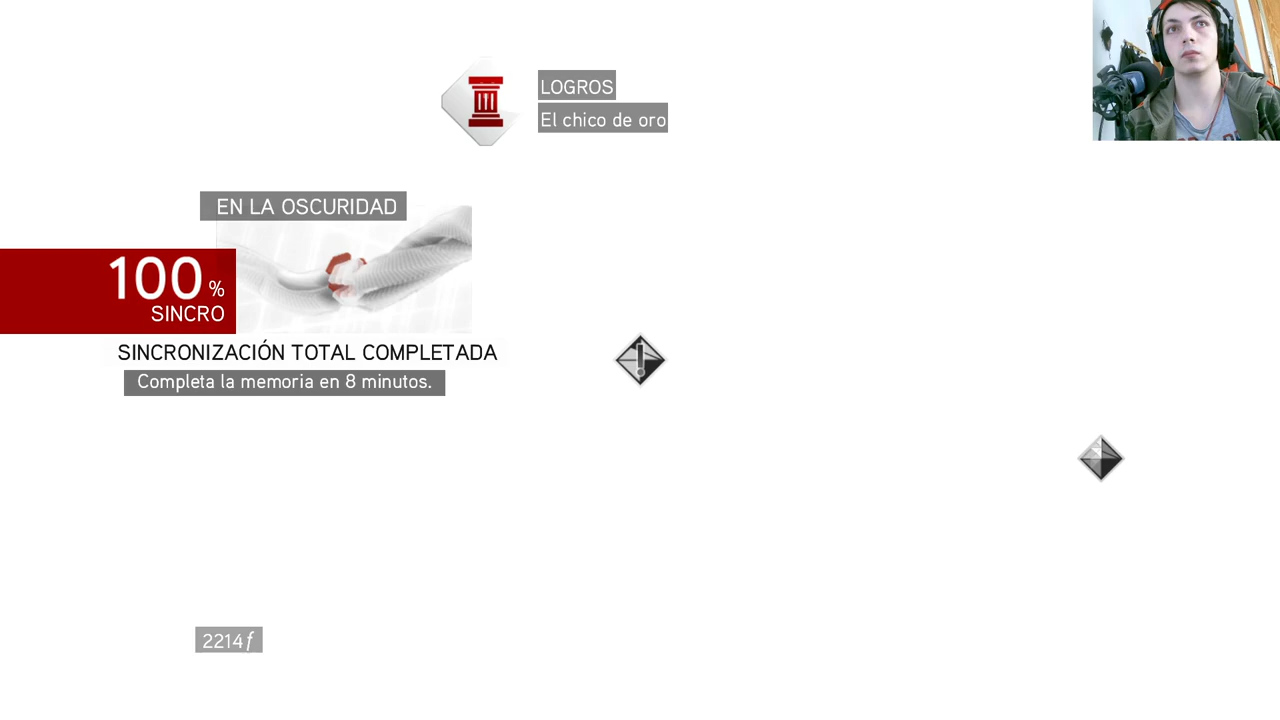 LOGROS
El chico de oro
EN LA OSCURIDAD
100 %
SINCRO
SINCRONIZACIÓN TOTAL COMPLETADA
Completa la memoria en 8 minutos.
2214ƒ